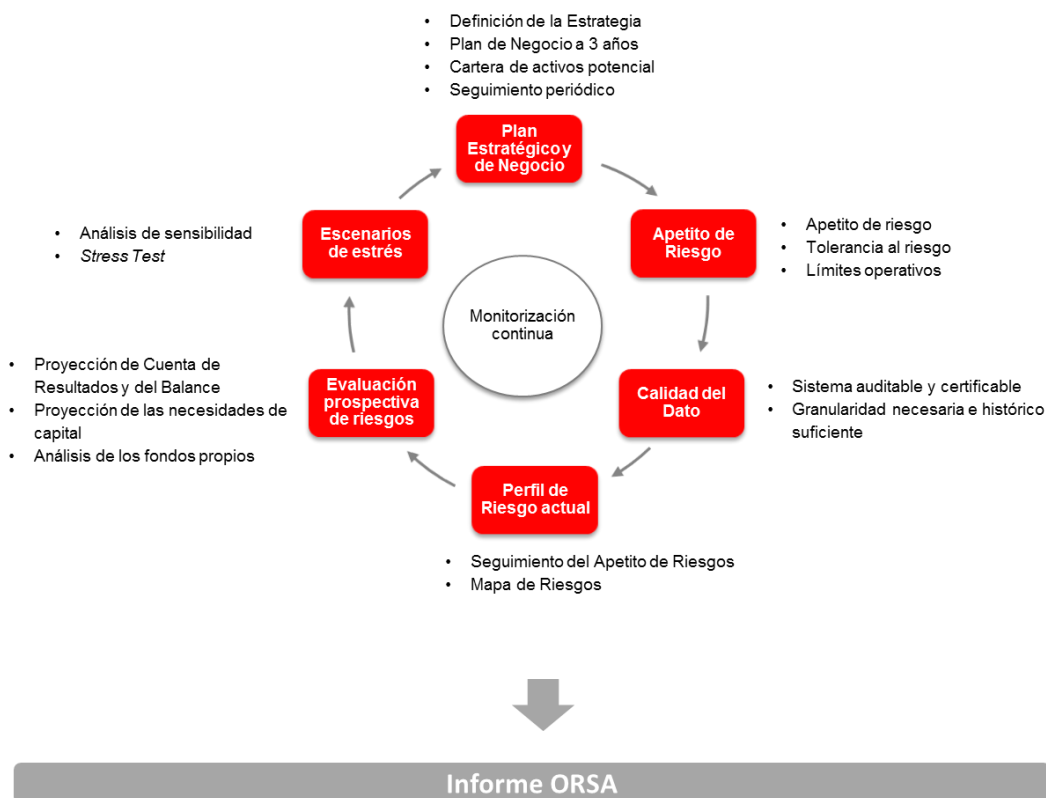 • Definición de la Estrategia
• Plan de Negocio a 3 años
• Cartera de activos potencial
• Seguimiento periódico
Plan
Estratégico y
de Negocio
Apetito de
Riesgo
• Apetito de riesgo
• Tolerancia al riesgo
• Límites operativos
Calidad del
Dato
• Sistema auditable y certificable
• Granularidad necesaria e histórico
suficiente
Perfil de
Riesgo actual
• Seguimiento del Apetito de Riesgos
• Mapa de Riesgos
Evaluación
prospectiva
de riesgos
• Proyección de Cuenta de
Resultados y del Balance
• Proyección de las necesidades de
capital
• Análisis de los fondos propios
Escenarios
de estrés
• Análisis de sensibilidad
• Stress Test
Monitorización
continua
Informe ORSA